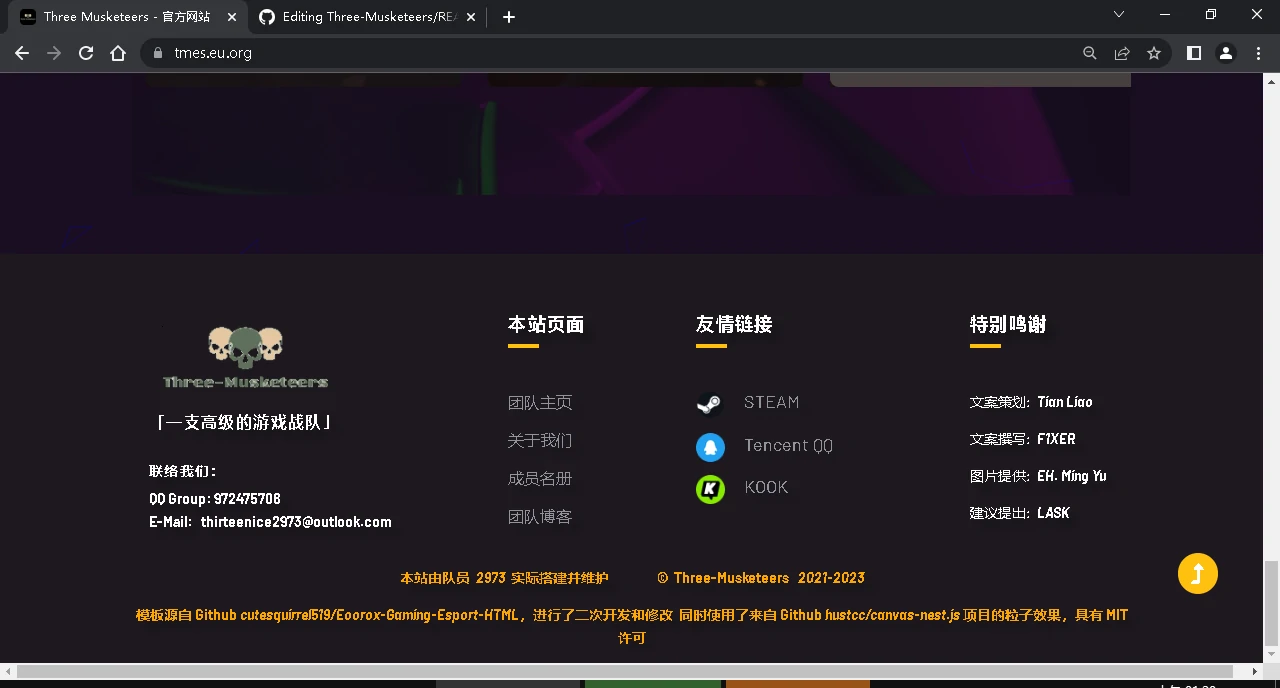 Three Musketeers - 官方网站
Editing Three-Musketeers/REA
tmes.eu.org
Three-Musketeers
「一支高级的游戏战队」
联络我们：
QQ Group: 972475708
E-Mail: thirteenice2973@outlook.com
本站页面
团队主页
关于我们
成员名册
团队博客
友情链接
STEAM
Tencent QQ
KOOK
特别鸣谢
文案策划: Tian Liao
文案撰写: F1XER
图片提供: EH. Ming Yu
建议提出: LASK
本站由队员 2973 实际搭建并维护 © Three-Musketeers 2021-2023
模板源自 Github cutesquirrel519/Eoorox-Gaming-Esport-HTML，进行了二次开发和修改 同时使用了来自 Github hustcc/canvas-nest.js 项目的粒子效果，具有 MIT
许可